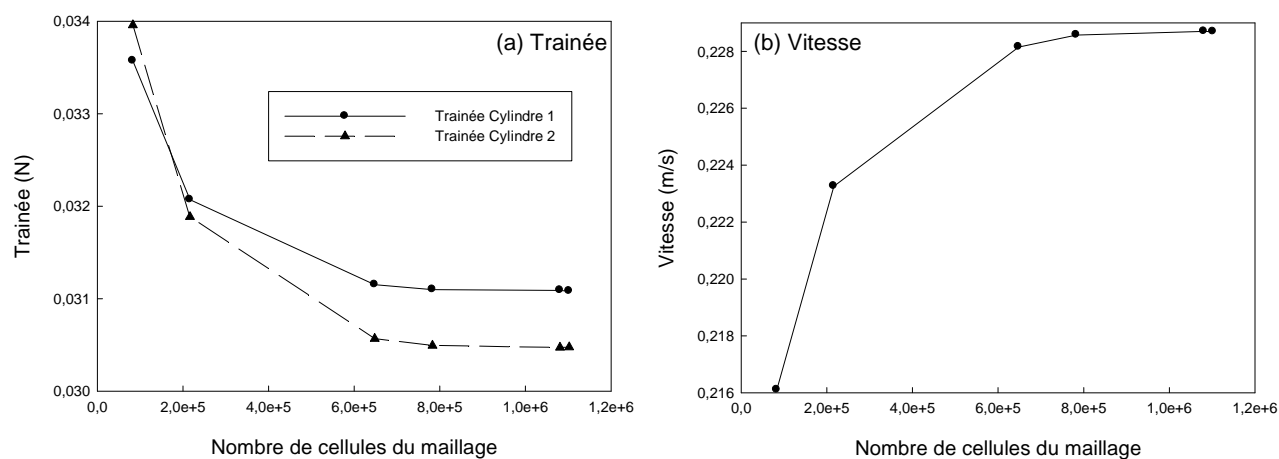 (a) Trainée
Trainée Cylindre 1
Trainée Cylindre 2
Trainée (N)
0,034
0,033
0,032
0,031
0,030
0,0 2,0e+5 4,0e+5 6,0e+5 8,0e+5 1,0e+6 1,2e+6
Nombre de cellules du maillage
(b) Vitesse
Vitesse (m/s)
0,228
0,226
0,224
0,222
0,220
0,218
0,216
0,0 2,0e+5 4,0e+5 6,0e+5 8,0e+5 1,0e+6 1,2e+6
Nombre de cellules du maillage